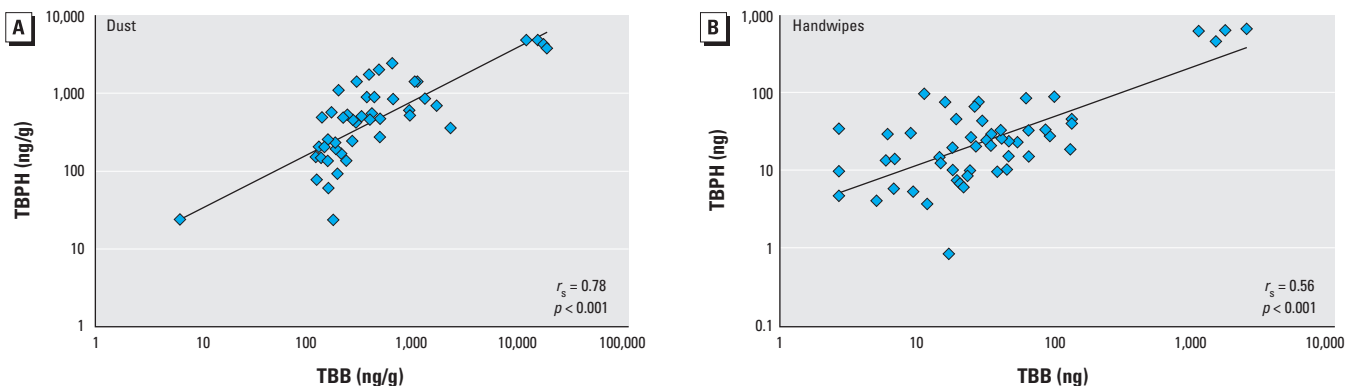 A
Dust
10,000
1,000
100
10
1
TBPH (ng/g)
r_s = 0.78
p < 0.001
1
10
100
1,000
10,000
100,000
TBB (ng/g)
B
Handwipes
1,000
100
10
1
0.1
TBPH (ng)
r_s = 0.56
p < 0.001
1
10
100
1,000
10,000
TBB (ng)